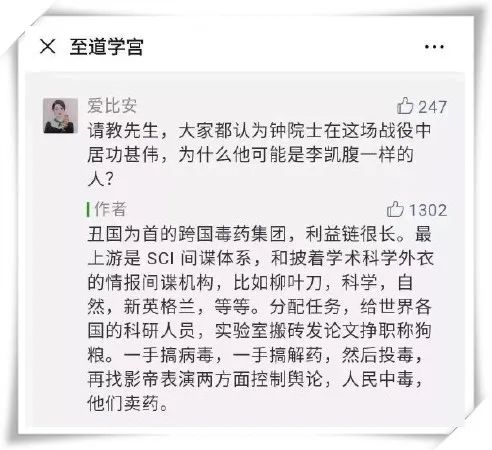 × 至道学宫 ...
爱比安 247
请教先生，大家都认为钟院士在这场战役中
居功甚伟，为什么他可能是李凯腹一样的
人？
作者 1302
丑国为首的跨国毒药集团，利益链很长。最
上游是 SCI 间谍体系，和披着学术科学外衣
的情报间谍机构，比如柳叶刀，科学，自
然，新英格兰，等等。分配任务，给世界各
国的科研人员，实验室搬砖发论文挣职称狗
粮。一手搞病毒，一手搞解药，然后投毒，
再找影帝表演两方面控制舆论，人民中毒，
他们卖药。